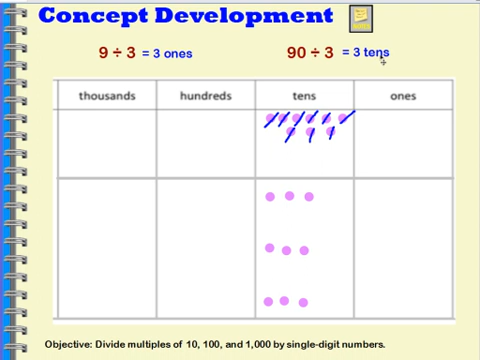 Concept Development
9 ÷ 3 = 3 ones
90 ÷ 3 = 3 tens
thousands hundreds tens ones
Objective: Divide multiples of 10, 100, and 1,000 by single-digit numbers.